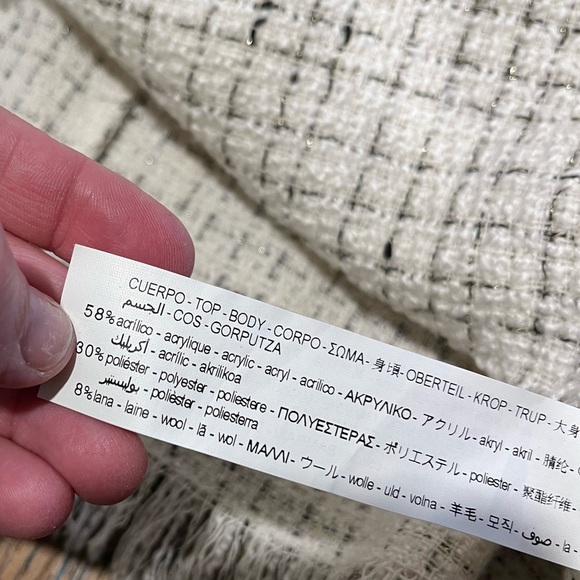 CUERPO - TOP - BODY - CORPO - ΣΩΜΑ - 身頃 - OBERTEIL - KROP - TRUP - 大身
الجسم - COS - GORPUTZA
58% acrílico - acrylique - acrylic - acryl - acrilico - ΑΚΡΥΛΙΚΟ - アクリル - akryl - akril - 腈纶 -
أكريليك - acrílic - akrilikoa
30% poliéster - polyester - poliestere - ΠΟΛΥΕΣΤΕΡΑΣ - ポリエステル - poliester - 聚酯纤维 -
بوليستير - polièster - poliesterra
8% lana - laine - wool - lã - wol - ΜΑΛΛΙ - ウール - wolle - uld - volna - 羊毛 - 모직 - صوف - la -